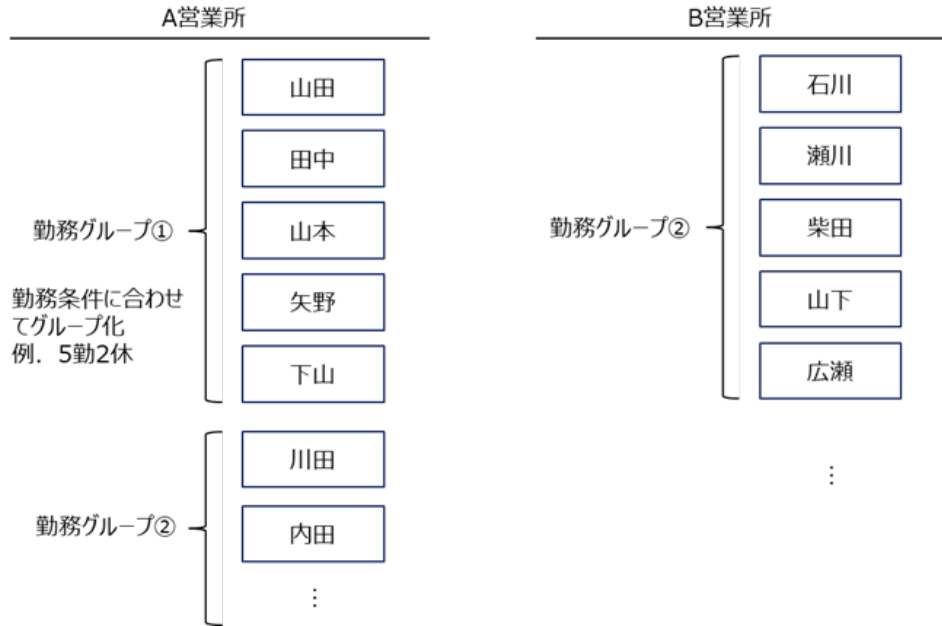 A営業所
勤務グループ①
勤務条件に合わせ
てグループ化
例．5勤2休
山田
田中
山本
矢野
下山
勤務グループ②
川田
内田
⋮
B営業所
勤務グループ②
石川
瀬川
柴田
山下
広瀬
⋮